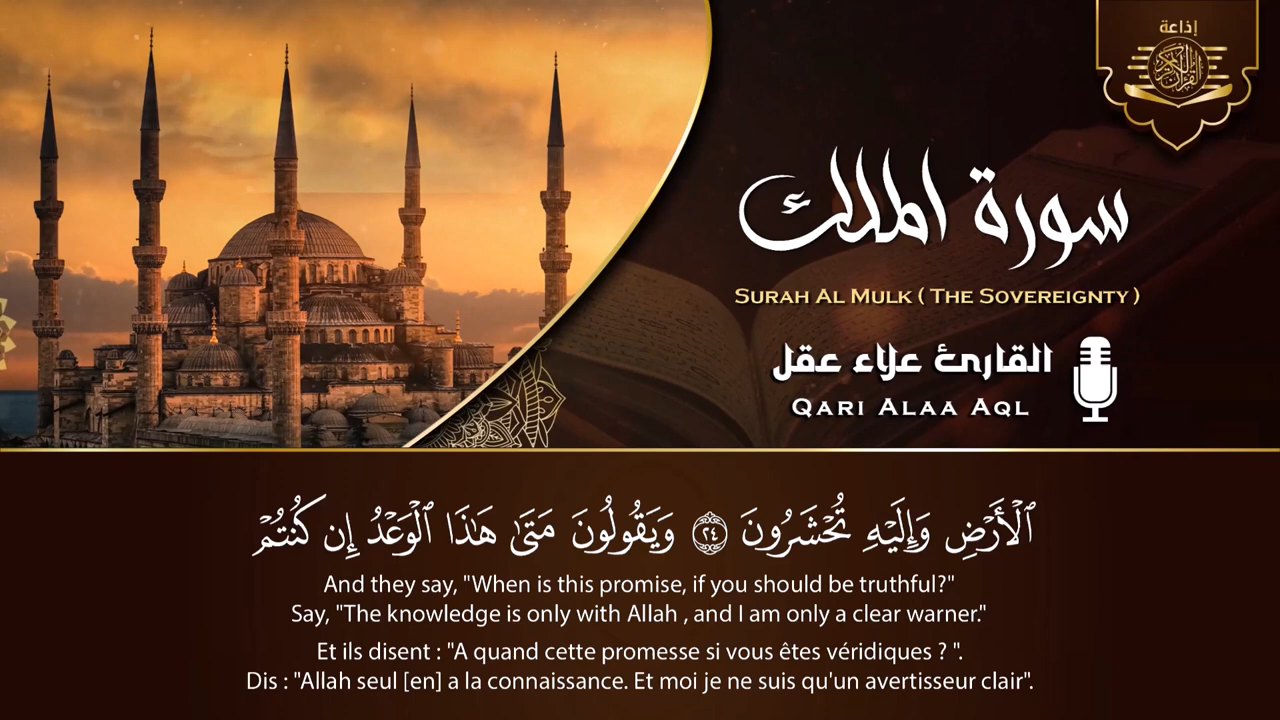 إذاعة
القرآن الكريم
سورة الملك
SURAH AL MULK ( THE SOVEREIGNTY )
القارئ علاء عقل
QARI ALAA AQL
ٱلْأَرْضِ وَإِلَيْهِ تُحْشَرُونَ ٢٤ وَيَقُولُونَ مَتَىٰ هَـٰذَا ٱلْوَعْدُ إِن كُنتُمْ
And they say, "When is this promise, if you should be truthful?"
Say, "The knowledge is only with Allah , and I am only a clear warner."
Et ils disent : "A quand cette promesse si vous êtes véridiques ? ".
Dis : "Allah seul [en] a la connaissance. Et moi je ne suis qu'un avertisseur clair".